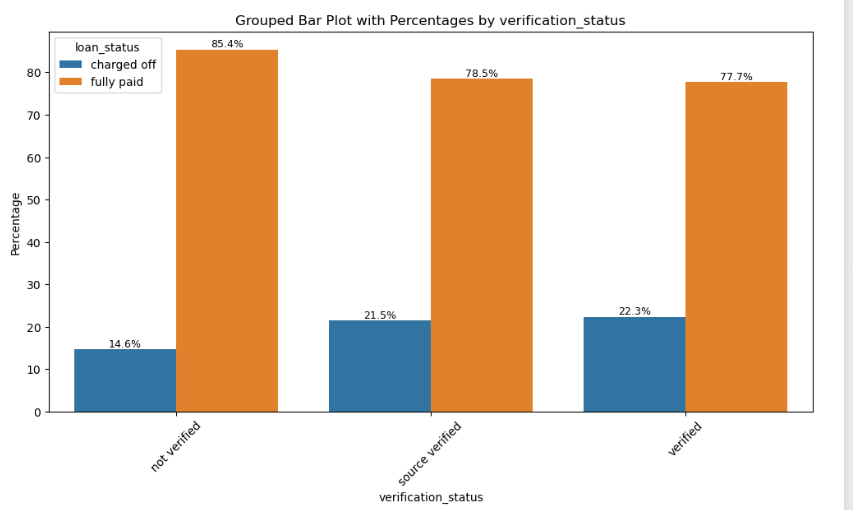 Grouped Bar Plot with Percentages by verification_status
loan_status
charged off
fully paid
85.4%
78.5%
77.7%
14.6%
21.5%
22.3%
Percentage
80
70
60
50
40
30
20
10
0
not verified
source verified
verified
verification_status